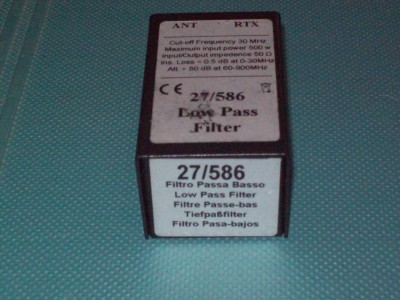 ANT RTX
Cut-off Frequency 30 MHz
Maximum input power 500 w
Input/Output impedence 50 Ω
Ins. Loss < 0.5 dB at 0-30MHz
Att. > 50 dB at 60-900MHz
CE
27/586
Low Pass
Filter
27/586
Filtro Passa Basso
Low Pass Filter
Filtre Passe-bas
Tiefpaßfilter
Filtro Pasa-bajos